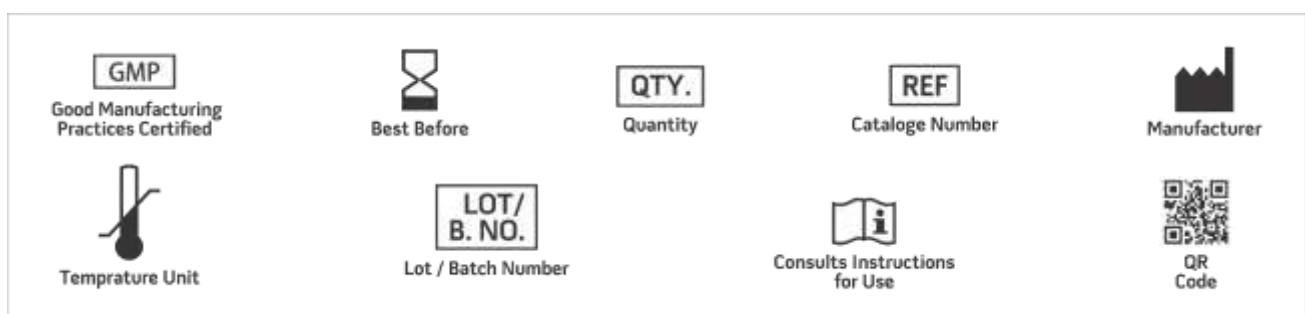 GMP
Good Manufacturing
Practices Certified
Best Before
QTY.
Quantity
REF
Cataloge Number
Manufacturer
Temprature Unit
LOT/
B. NO.
Lot / Batch Number
i
Consults Instructions
for Use
QR
Code